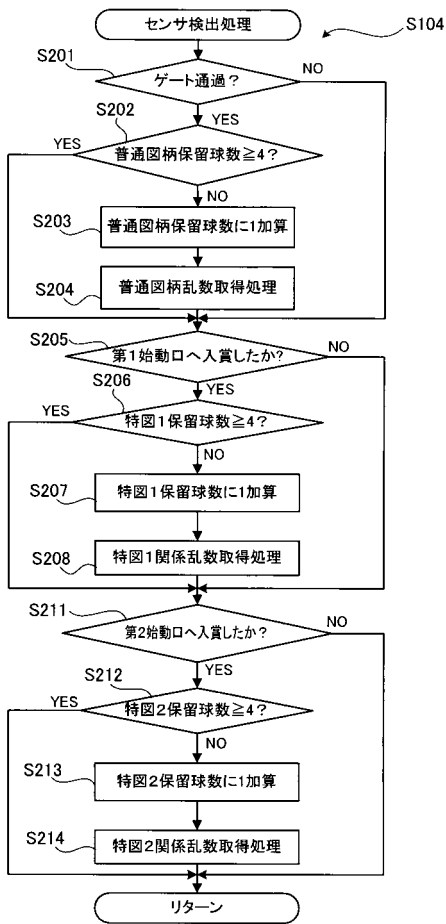 センサ検出処理
S104
S201
ゲート通過？
NO
S202
YES
YES
普通図柄保留球数≧4？
NO
S203
普通図柄保留球数に1加算
S204
普通図柄乱数取得処理
S205
第1始動口へ入賞したか?
NO
S206
YES
YES
特図1保留球数≧4？
NO
S207
特図1保留球数に1加算
S208
特図1関係乱数取得処理
S211
第2始動口へ入賞したか?
NO
S212
YES
YES
特図2保留球数≧4？
NO
S213
特図2保留球数に1加算
S214
特図2関係乱数取得処理
リターン